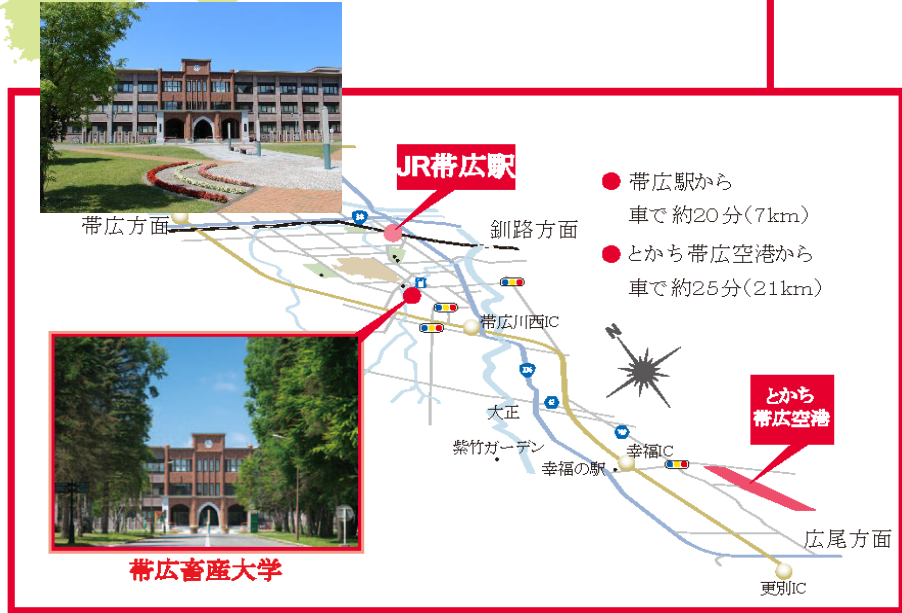 JR帯広駅
帯広駅から
車で約20分(7km)
とかち帯広空港から
車で約25分(21km)
帯広方面
釧路方面
38
帯広川西IC
N
236
62
大正
とかち
帯広空港
紫竹ガーデン
幸福IC
幸福の駅
広尾方面
帯広畜産大学
更別IC